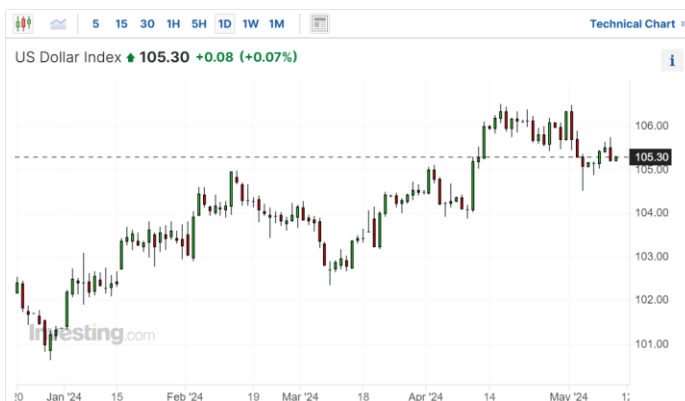 5 15 30 1H 5H 1D 1W 1M Technical Chart »
US Dollar Index 105.30 +0.08 (+0.07%)
i
106.00
105.30
105.00
104.00
103.00
102.00
Investing.com
101.00
20 Jan '24 15 Feb '24 19 Mar '24 18 Apr '24 14 May '24 12